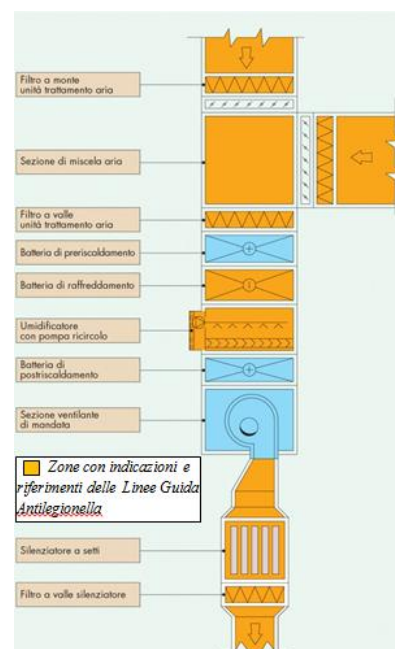 Filtro a monte
unità trattamento aria
Sezione di miscela aria
Filtro a valle
unità trattamento aria
Batteria di preriscaldamento
Batteria di raffreddamento
Umidificatore
con pompa ricircolo
Batteria di
postriscaldamento
Sezione ventilante
di mandata
Zone con indicazioni e
riferimenti delle Linee Guida
Antilegionella
Silenziatore a setti
Filtro a valle silenziatore